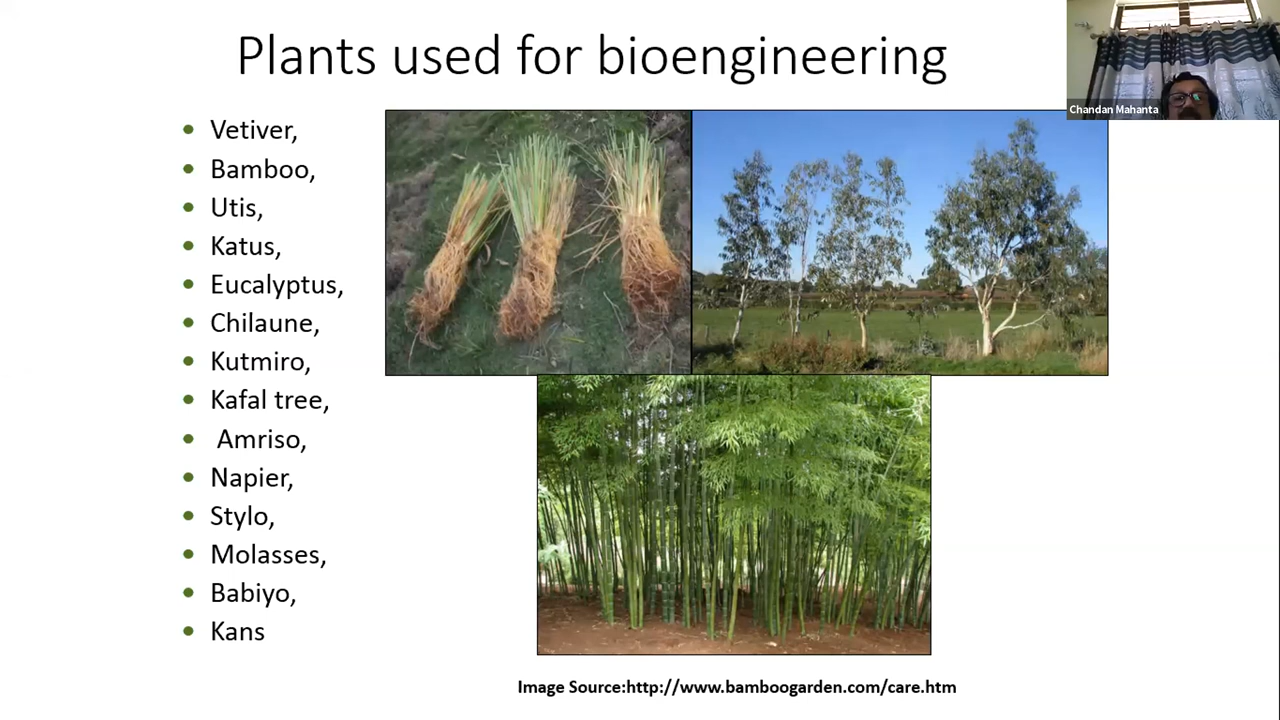 Plants used for bioengineering
Chandan Mahanta
• Vetiver,
• Bamboo,
• Utis,
• Katus,
• Eucalyptus,
• Chilaune,
• Kutmiro,
• Kafal tree,
• Amriso,
• Napier,
• Stylo,
• Molasses,
• Babiyo,
• Kans
Image Source:http://www.bamboogarden.com/care.htm